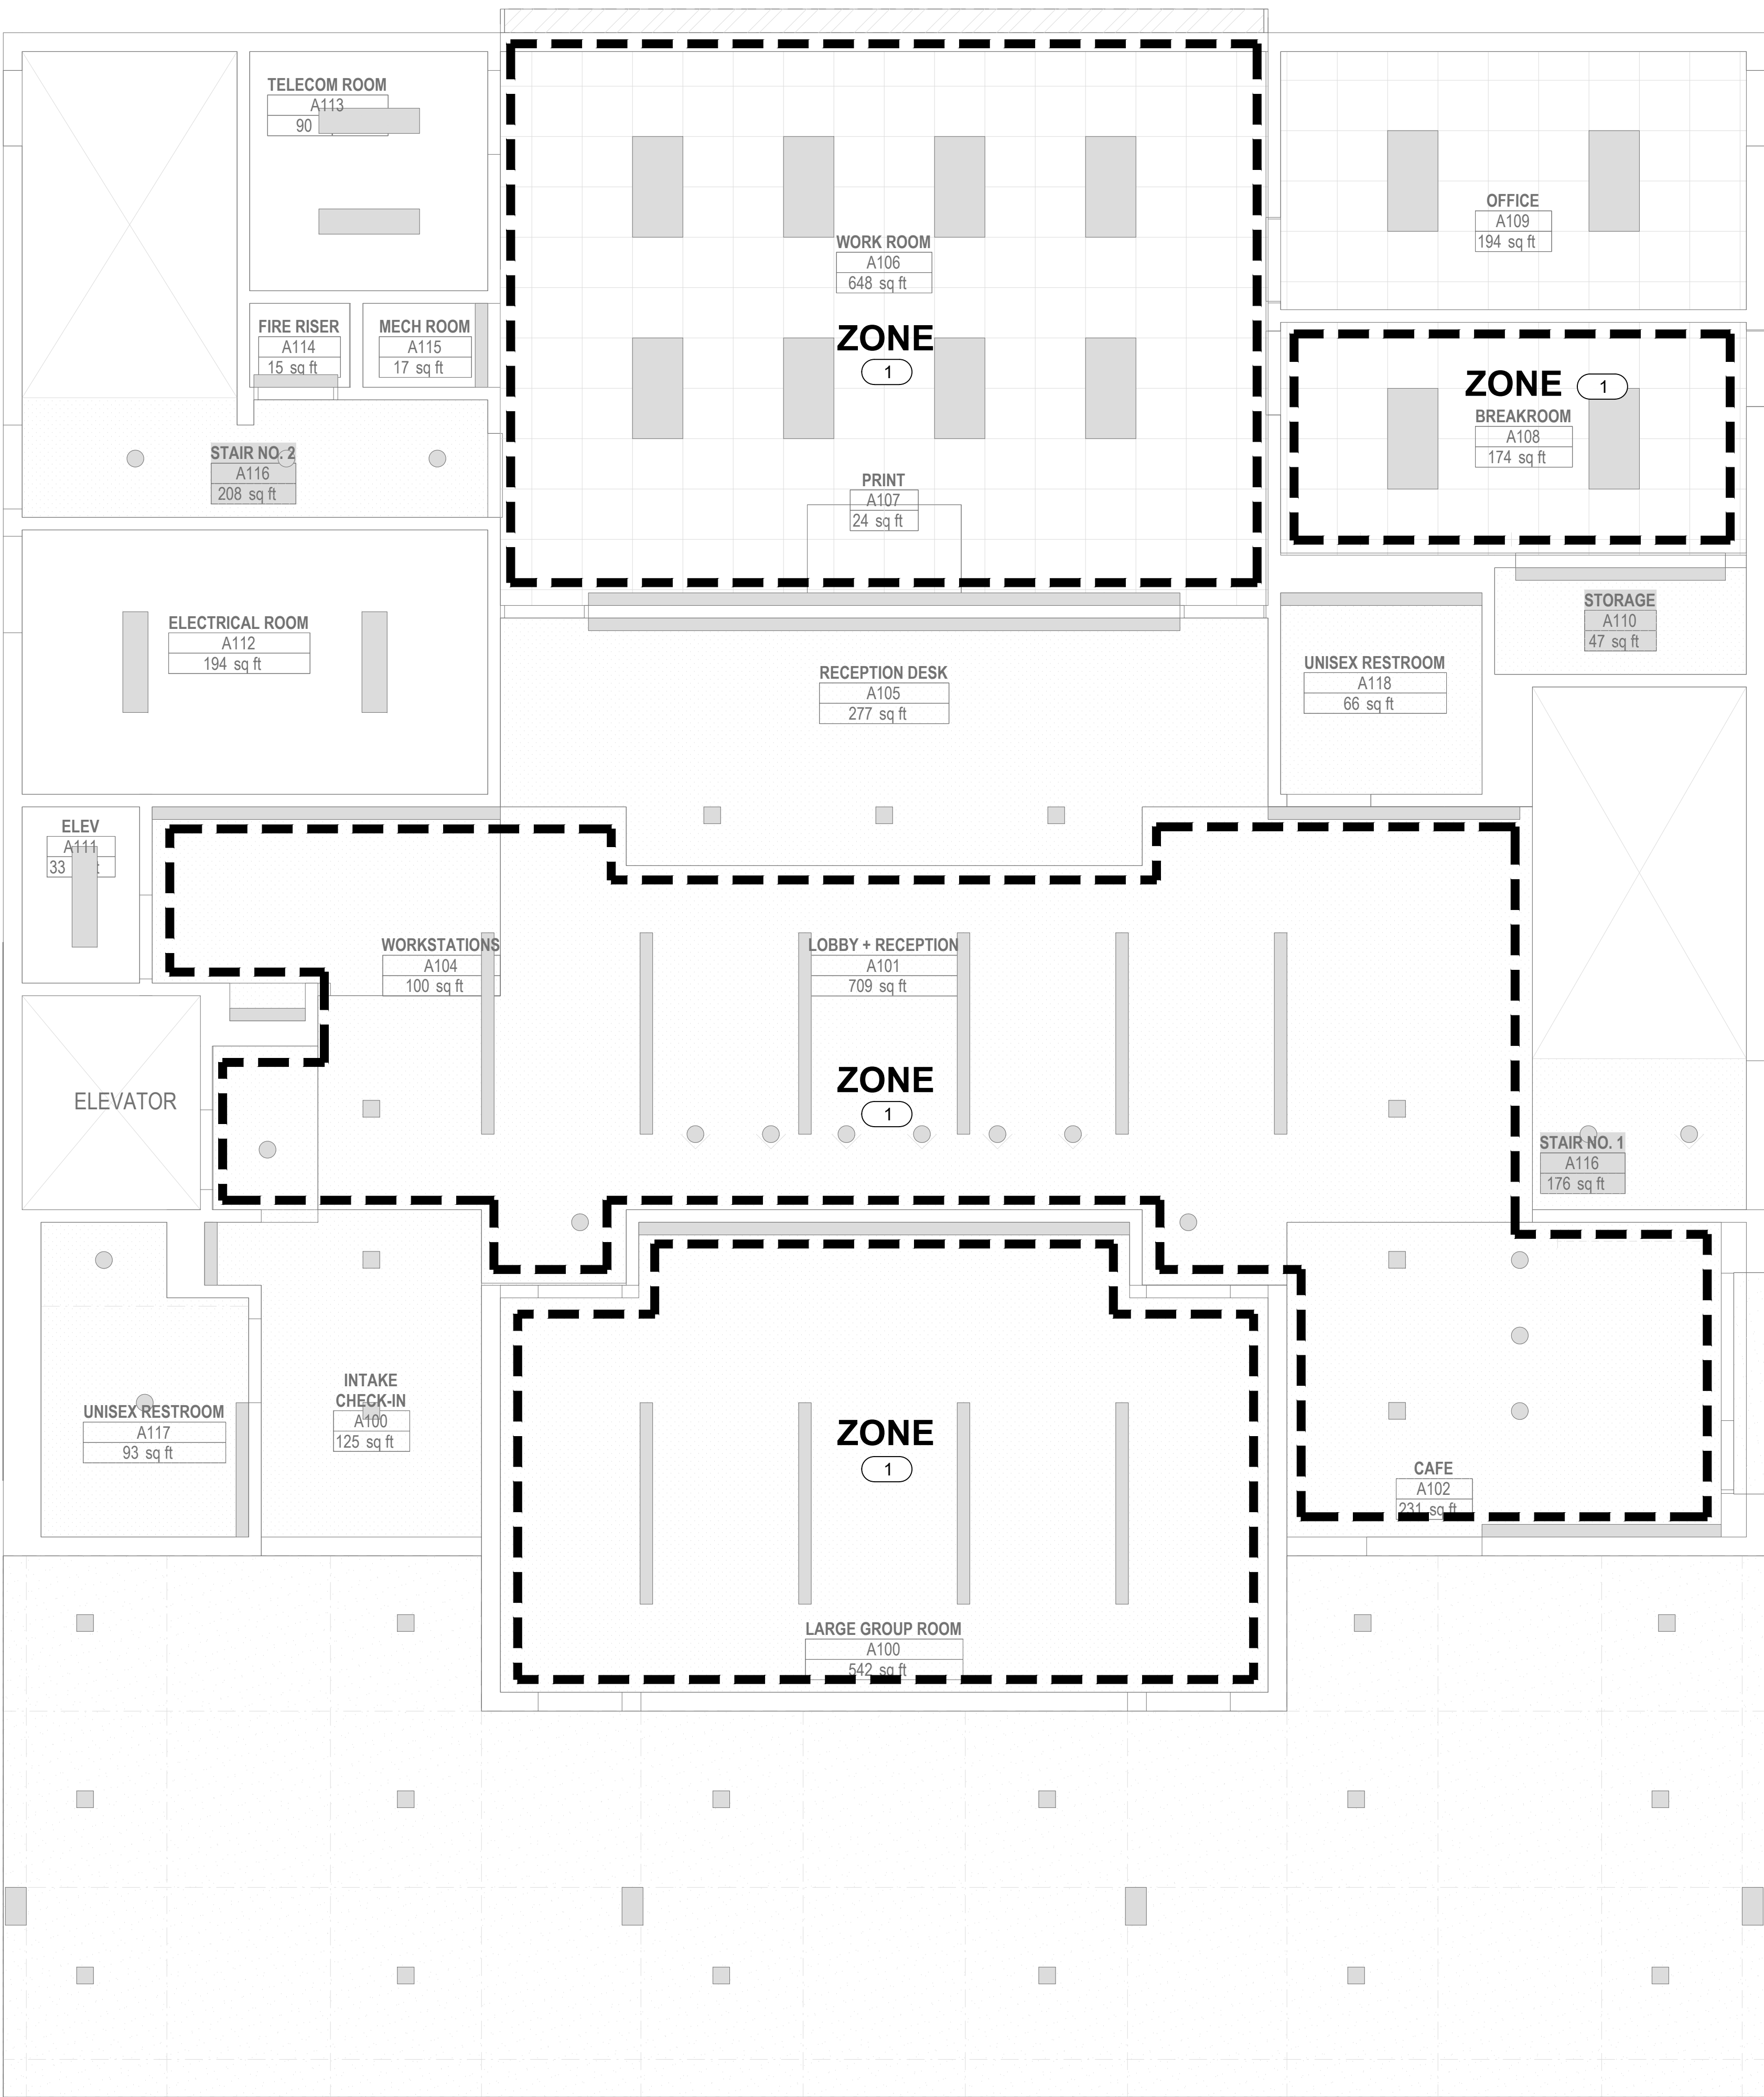 TELECOM ROOM
A113
90
WORK ROOM
A106
648 sq ft
ZONE
1
OFFICE
A109
194 sq ft
FIRE RISER
A114
15 sq ft
MECH ROOM
A115
17 sq ft
ZONE 1
BREAKROOM
A108
174 sq ft
STAIR NO. 2
A116
208 sq ft
PRINT
A107
24 sq ft
ELECTRICAL ROOM
A112
194 sq ft
STORAGE
A110
47 sq ft
UNISEX RESTROOM
A118
66 sq ft
RECEPTION DESK
A105
277 sq ft
ELEV
A111
33
WORKSTATIONS
A104
100 sq ft
LOBBY + RECEPTION
A101
709 sq ft
ZONE
1
ELEVATOR
STAIR NO. 1
A116
176 sq ft
INTAKE
CHECK-IN
A100
125 sq ft
UNISEX RESTROOM
A117
93 sq ft
ZONE
1
CAFE
A102
231 sq ft
LARGE GROUP ROOM
A100
542 sq ft